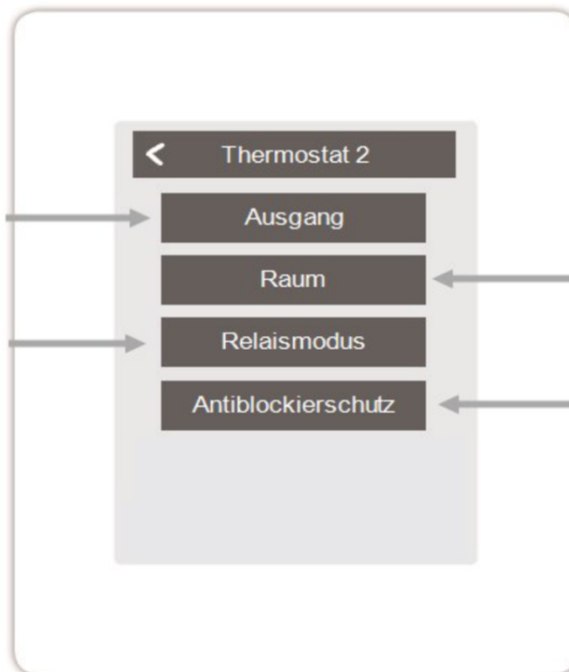 Thermostat 2
Ausgang
Raum
Relaismodus
Antiblockierschutz